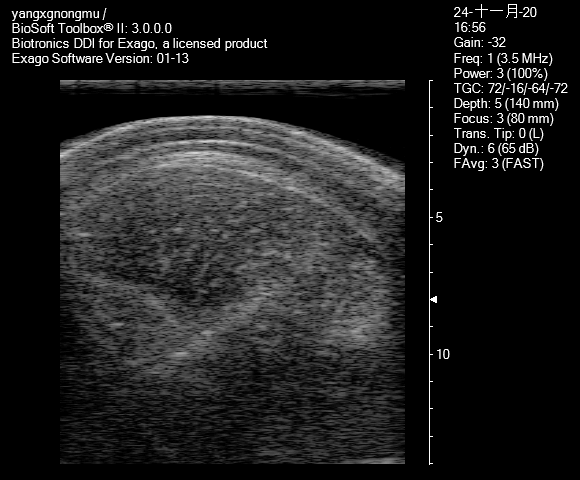 yangxgnongmu /
BioSoft Toolbox® II: 3.0.0.0
Biotronics DDI for Exago, a licensed product
Exago Software Version: 01-13
24-十一月-20
16:56
Gain: -32
Freq: 1 (3.5 MHz)
Power: 3 (100%)
TGC: 72/-16/-64/-72
Depth: 5 (140 mm)
Focus: 3 (80 mm)
Trans. Tip: 0 (L)
Dyn.: 6 (65 dB)
FAvg: 3 (FAST)
5
10